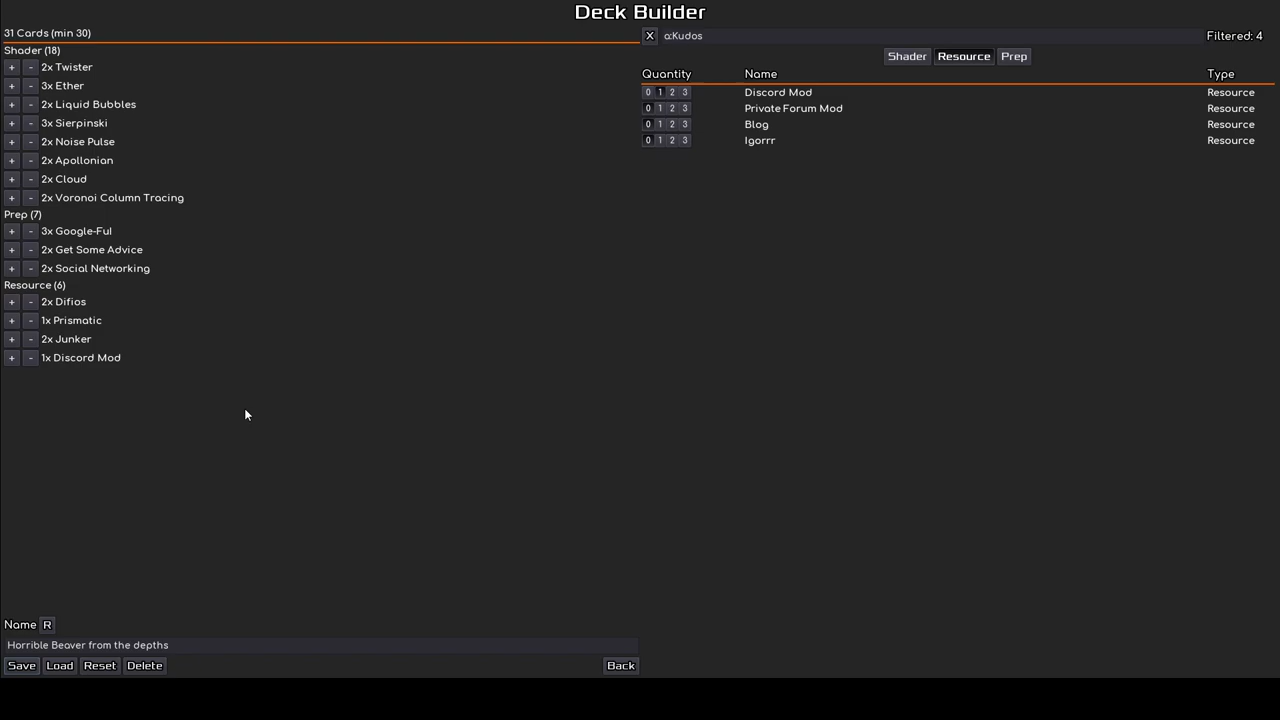 Deck Builder
31 Cards (min 30)
Shader (18)
+ - 2x Twister
+ - 3x Ether
+ - 2x Liquid Bubbles
+ - 3x Sierpinski
+ - 2x Noise Pulse
+ - 2x Apollonian
+ - 2x Cloud
+ - 2x Voronoi Column Tracing
Prep (7)
+ - 3x Google-Ful
+ - 2x Get Some Advice
+ - 2x Social Networking
Resource (6)
+ - 2x Difios
+ - 1x Prismatic
+ - 2x Junker
+ - 1x Discord Mod
Name R
Horrible Beaver from the depths
Save Load Reset Delete Back
X a:Kudos Filtered: 4
Shader Resource Prep
Quantity Name Type
0 1 2 3 Discord Mod Resource
0 1 2 3 Private Forum Mod Resource
0 1 2 3 Blog Resource
0 1 2 3 Igorrr Resource